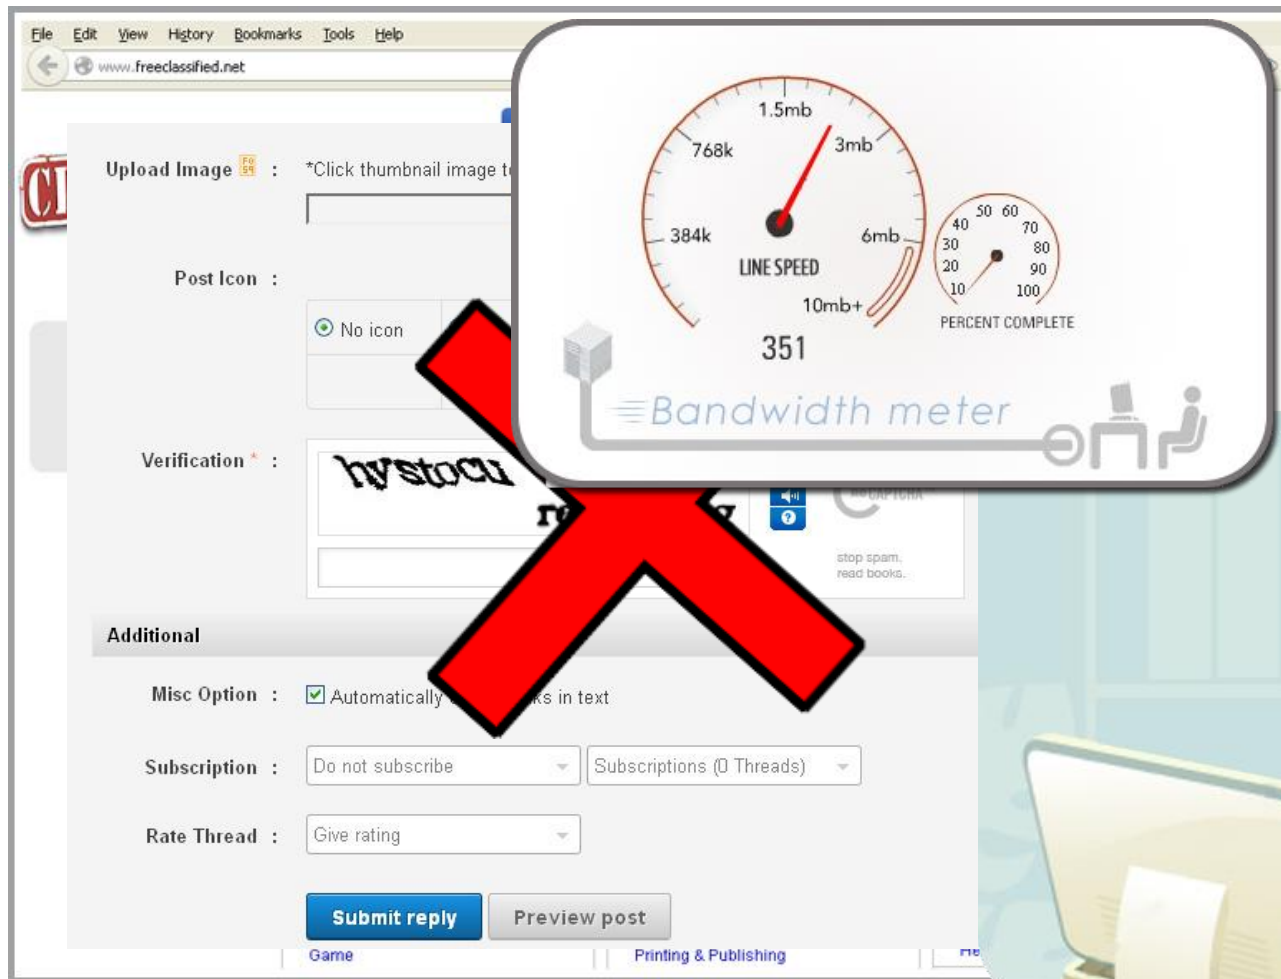 File Edit View History Bookmarks Tools Help
www.freeclassified.net
Upload Image :
*Click thumbnail image
Post Icon :
No icon
Verification * :
hystocu
stop spam.
read books.
Additional
Misc Option :
Automatically
in text
Subscription :
Do not subscribe
Subscriptions (0 Threads)
Rate Thread :
Give rating
Submit reply
Preview post
Game
Printing & Publishing
1.5mb
768k
3mb
384k
6mb
LINE SPEED
10mb+
351
50 60
40 70
30 80
20 90
10 100
PERCENT COMPLETE
Bandwidth meter